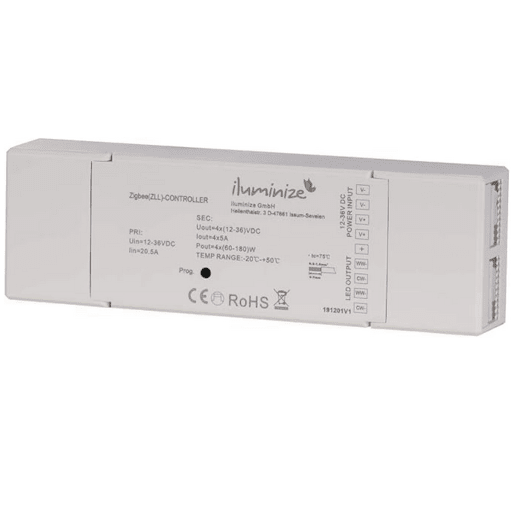 Zigbee(ZLL)-CONTROLLER
iluminize
iluminize GmbH
PRI:
Uin=12-36VDC
Iin=20.5A
SEC:
Uout=4x(12-36)VDC
Iout=4x5A
Pout=4x(60-180)W
TEMP RANGE:-20℃-+50℃
Prog.
CE RoHS
12-36V DC
POWER INPUT
V-
V-
V+
V+
LED OUTPUT
+
WW-
CW-
WW-
CW-
191201V1